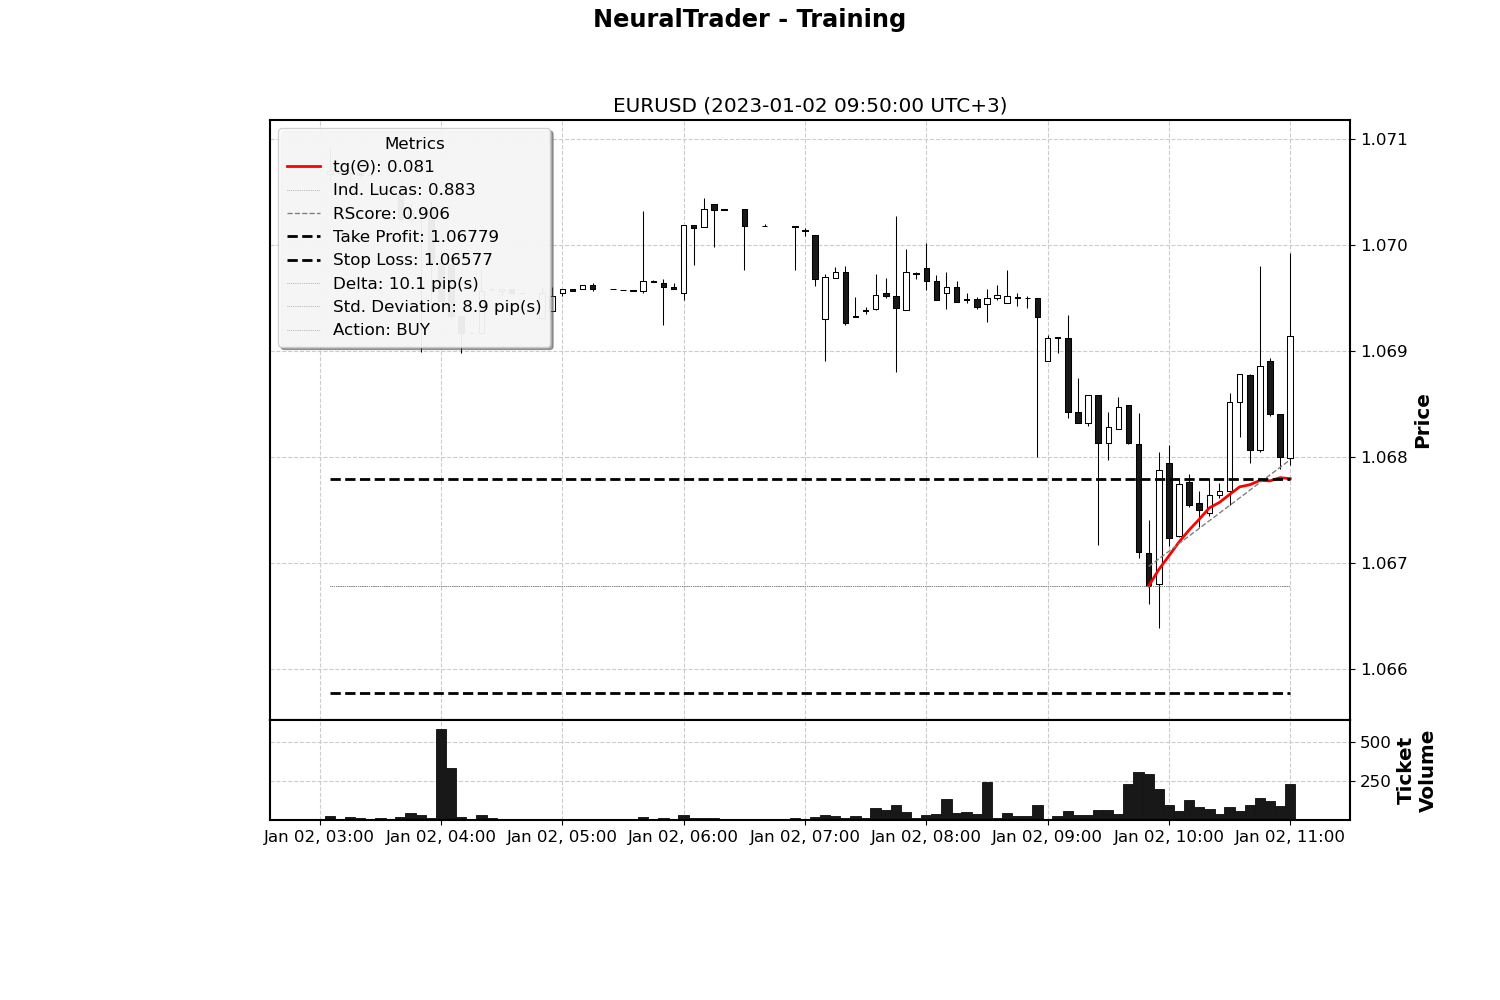 NeuralTrader - Training
EURUSD (2023-01-02 09:50:00 UTC+3)
Metrics
tg(Θ): 0.081
Ind. Lucas: 0.883
RScore: 0.906
Take Profit: 1.06779
Stop Loss: 1.06577
Delta: 10.1 pip(s)
Std. Deviation: 8.9 pip(s)
Action: BUY
1.071
1.070
1.069
1.068
1.067
1.066
Price
500
250
Ticket
Volume
Jan 02, 03:00
Jan 02, 04:00
Jan 02, 05:00
Jan 02, 06:00
Jan 02, 07:00
Jan 02, 08:00
Jan 02, 09:00
Jan 02, 10:00
Jan 02, 11:00